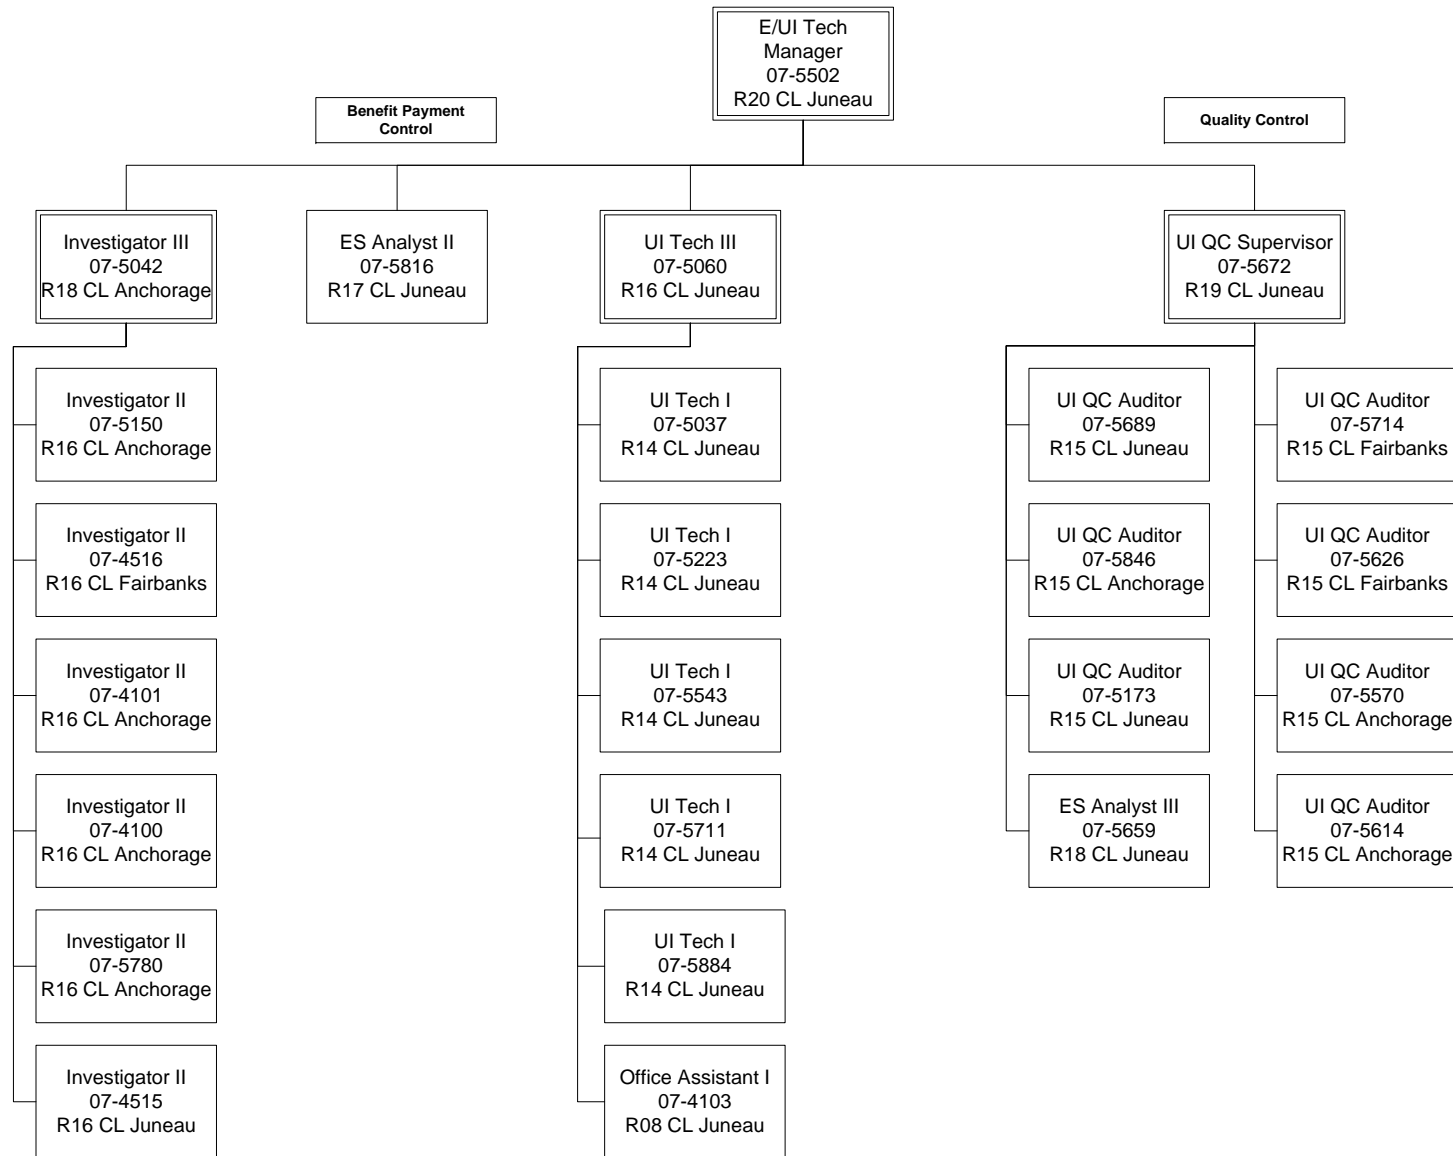 E/UI Tech
Manager
07-5502
R20 CL Juneau
Benefit Payment
Control
Quality Control
Investigator III
07-5042
R18 CL Anchorage
ES Analyst II
07-5816
R17 CL Juneau
UI Tech III
07-5060
R16 CL Juneau
UI QC Supervisor
07-5672
R19 CL Juneau
Investigator II
07-5150
R16 CL Anchorage
Investigator II
07-4516
R16 CL Fairbanks
Investigator II
07-4101
R16 CL Anchorage
Investigator II
07-4100
R16 CL Anchorage
Investigator II
07-5780
R16 CL Anchorage
Investigator II
07-4515
R16 CL Juneau
UI Tech I
07-5037
R14 CL Juneau
UI Tech I
07-5223
R14 CL Juneau
UI Tech I
07-5543
R14 CL Juneau
UI Tech I
07-5711
R14 CL Juneau
UI Tech I
07-5884
R14 CL Juneau
Office Assistant I
07-4103
R08 CL Juneau
UI QC Auditor
07-5689
R15 CL Juneau
UI QC Auditor
07-5846
R15 CL Anchorage
UI QC Auditor
07-5173
R15 CL Juneau
ES Analyst III
07-5659
R18 CL Juneau
UI QC Auditor
07-5714
R15 CL Fairbanks
UI QC Auditor
07-5626
R15 CL Fairbanks
UI QC Auditor
07-5570
R15 CL Anchorage
UI QC Auditor
07-5614
R15 CL Anchorage